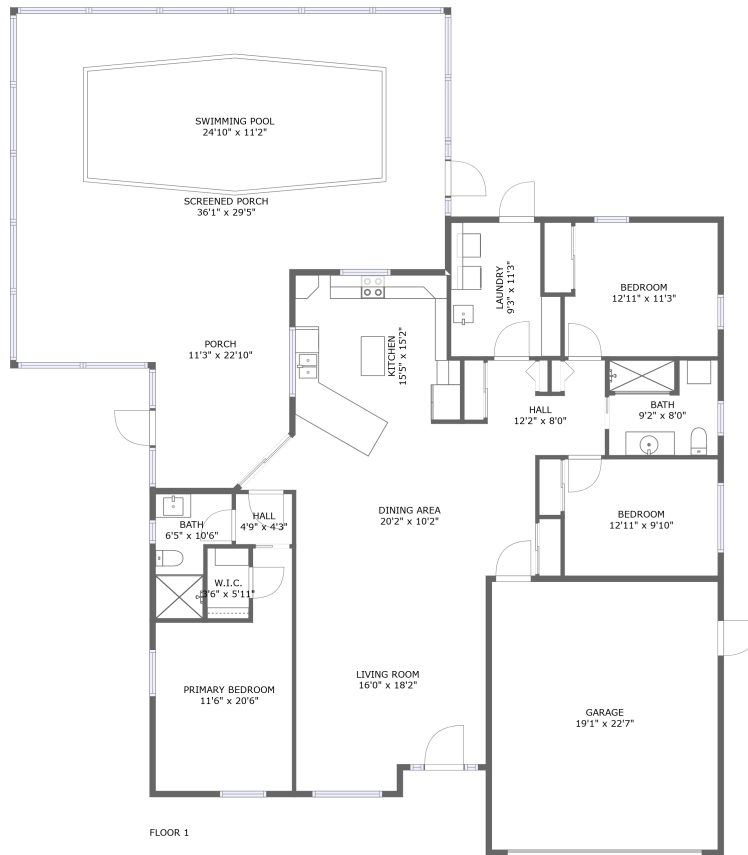 SWIMMING POOL
24'10" x 11'2"
SCREENED PORCH
36'1" x 29'5"
LAUNDRY
9'3" x 11'3"
BEDROOM
12'11" x 11'3"
PORCH
11'3" x 22'10"
KITCHEN
15'5" x 15'2"
HALL
12'2" x 8'0"
BATH
9'2" x 8'0"
DINING AREA
20'2" x 10'2"
BEDROOM
12'11" x 9'10"
BATH
6'5" x 10'6"
HALL
4'9" x 4'3"
W.I.C.
3'6" x 5'11"
PRIMARY BEDROOM
11'6" x 20'6"
LIVING ROOM
16'0" x 18'2"
GARAGE
19'1" x 22'7"
FLOOR 1